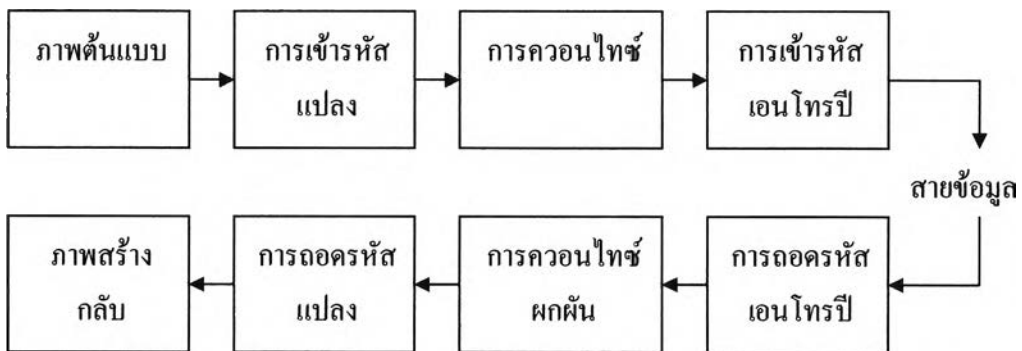 ภาพต้นแบบ
การเข้ารหัส
แปลง
การควอนไทซ์
การเข้ารหัส
เอนโทรปี
สายข้อมูล
ภาพสร้าง
กลับ
การถอดรหัส
แปลง
การควอนไทซ์
ผกผัน
การถอดรหัส
เอนโทรปี